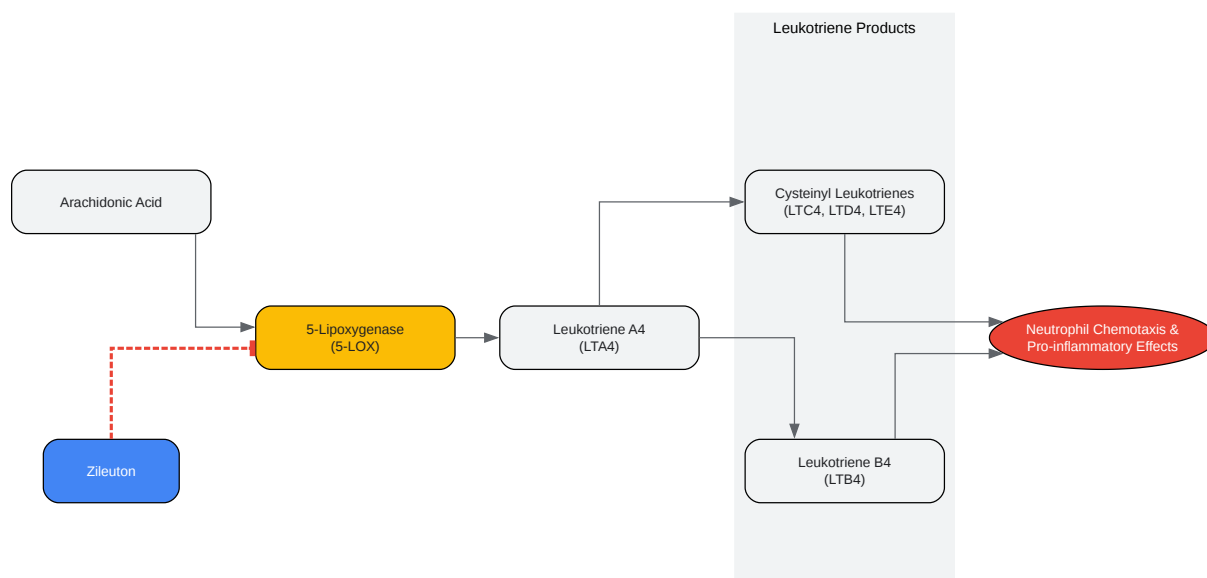 Leukotriene Products
Arachidonic Acid
Cysteinyl Leukotrienes
(LTC4, LTD4, LTE4)
5-Lipoxygenase
(5-LOX)
Leukotriene A4
(LTA4)
Neutrophil Chemotaxis &
Pro-inflammatory Effects
Zileuton
Leukotriene B4
(LTB4)